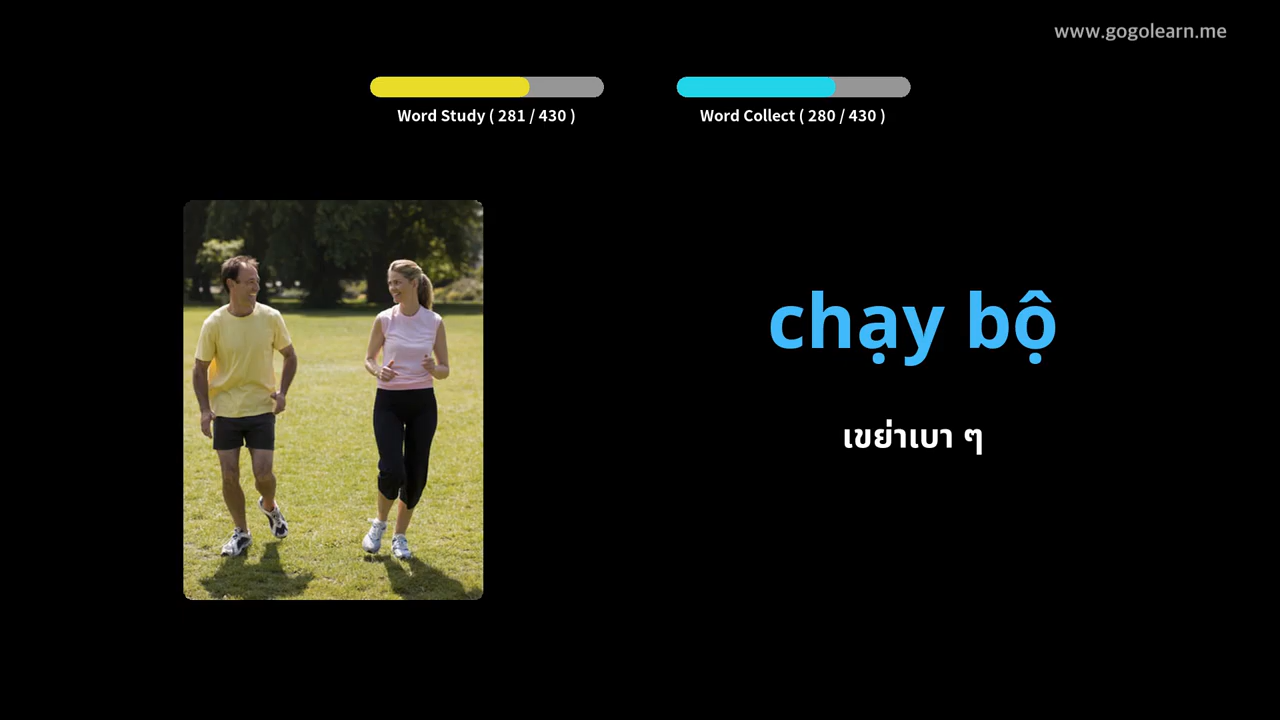 www.gogolearn.me
Word Study ( 281 / 430 )
Word Collect ( 280 / 430 )
chạy bộ
เขย่าเบา ๆ